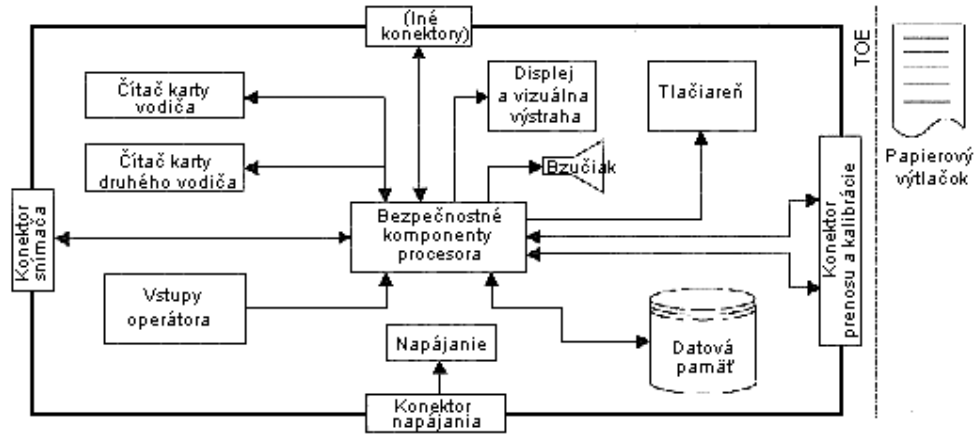 (Iné
konektory)
TOE
Čítač karty
vodiča
Displej
a vizuálna
výstraha
Tlačiareň
Čítač karty
druhého vodiča
Bzučiak
Papierový
výtlačok
Konektor
snímača
Bezpečnostné
komponenty
procesora
Konektor
prenosu a kalibrácie
Vstupy
operátora
Napájanie
Datová
pamäť
Konektor
napájania